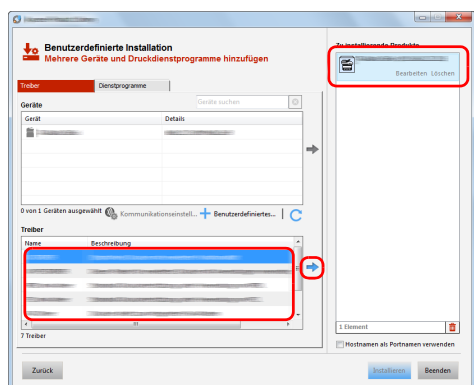 Benutzerdefinierte Installation
Mehrere Geräte und Druckdienstprogramme hinzufügen
Zu installierende Produkte
Bearbeiten Löschen
Treiber
Dienstprogramme
Geräte
Geräte suchen
Gerät
Details
0 von 1 Geräten ausgewählt
Kommunikationseinstell...
Benutzerdefiniertes...
Treiber
Name
Beschreibung
7 Treiber
1 Element
Hostnamen als Portnamen verwenden
Zurück
Installieren
Beenden